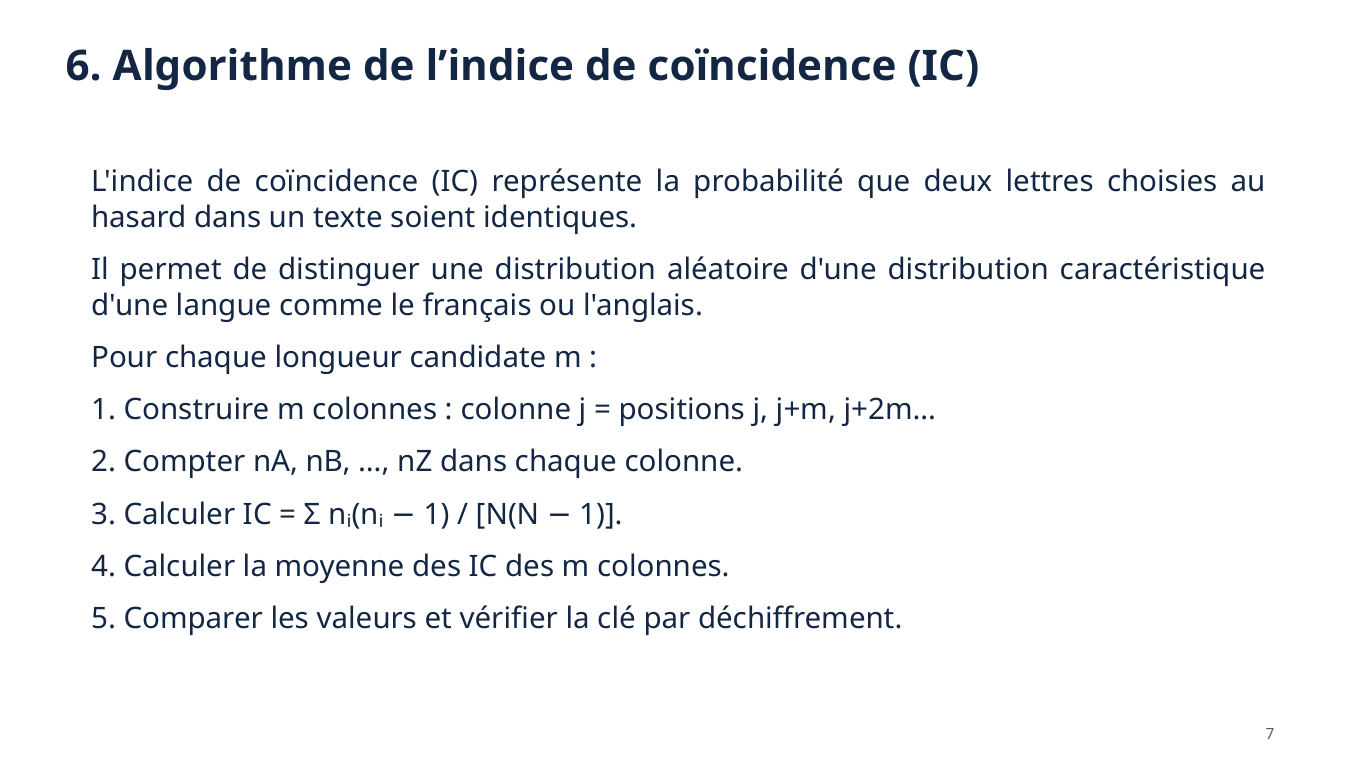 6. Algorithme de l’indice de coïncidence (IC)
L'indice de coïncidence (IC) représente la probabilité que deux lettres choisies au
hasard dans un texte soient identiques.
Il permet de distinguer une distribution aléatoire d'une distribution caractéristique
d'une langue comme le français ou l'anglais.
Pour chaque longueur candidate m :
1. Construire m colonnes : colonne j = positions j, j+m, j+2m…
2. Compter nA, nB, …, nZ dans chaque colonne.
3. Calculer IC = Σ nᵢ(nᵢ − 1) / [N(N − 1)].
4. Calculer la moyenne des IC des m colonnes.
5. Comparer les valeurs et vérifier la clé par déchiffrement.
7